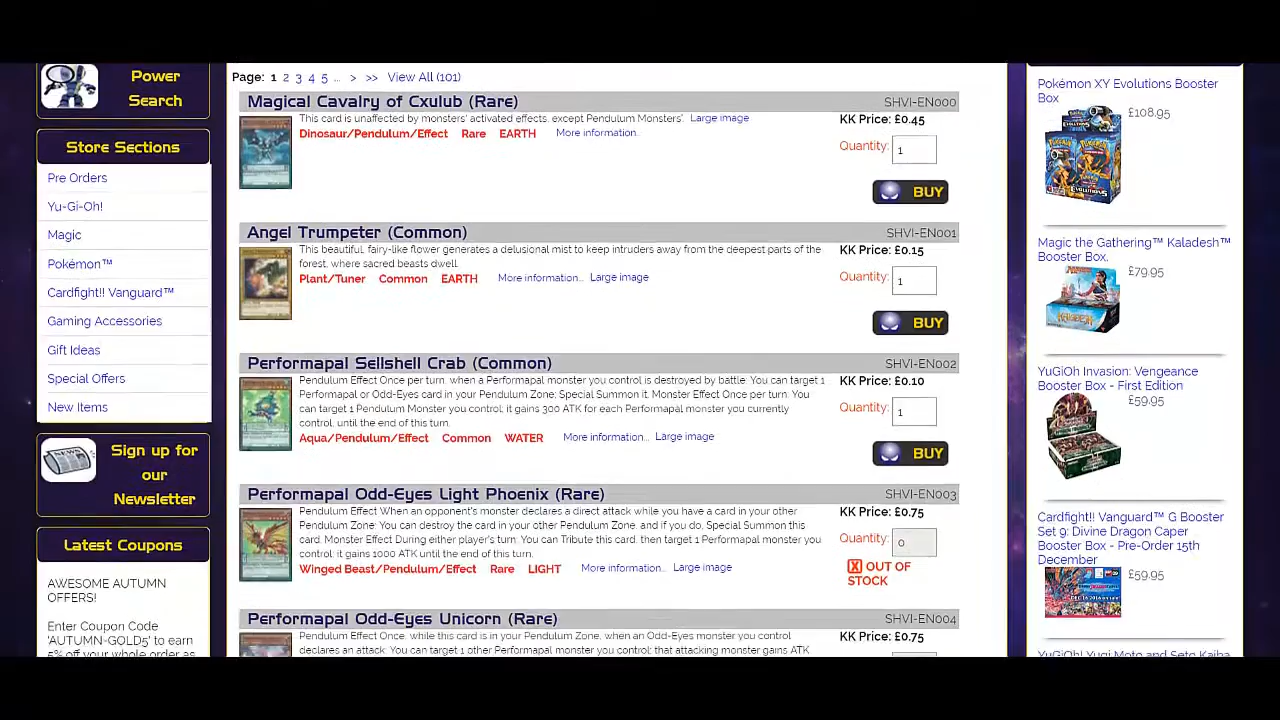 Power
Search
Store Sections
Pre Orders
Yu-Gi-Oh!
Magic
Pokémon™
Cardfight!! Vanguard™
Gaming Accessories
Gift Ideas
Special Offers
New Items
NEWS
Sign up for
our
Newsletter
Latest Coupons
AWESOME AUTUMN
OFFERS!
Enter Coupon Code
'AUTUMN-GOLD5' to earn
5% off your whole order as
Page: 1 2 3 4 5 ... > >> View All (101)
Magical Cavalry of Cxulub (Rare) SHVI-EN000
This card is unaffected by monsters' activated effects, except Pendulum Monsters'. Large image
Dinosaur/Pendulum/Effect Rare EARTH More information..
KK Price: £0.45
Quantity: 1
BUY
Angel Trumpeter (Common) SHVI-EN001
This beautiful, fairy-like flower generates a delusional mist to keep intruders away from the deepest parts of the
forest, where sacred beasts dwell.
Plant/Tuner Common EARTH More information... Large image
KK Price: £0.15
Quantity: 1
BUY
Performapal Sellshell Crab (Common) SHVI-EN002
Pendulum Effect Once per turn, when a Performapal monster you control is destroyed by battle: You can target 1
Performapal or Odd-Eyes card in your Pendulum Zone; Special Summon it. Monster Effect Once per turn: You
can target 1 Pendulum Monster you control; it gains 300 ATK for each Performapal monster you currently
control, until the end of this turn.
Aqua/Pendulum/Effect Common WATER More information... Large image
KK Price: £0.10
Quantity: 1
BUY
Performapal Odd-Eyes Light Phoenix (Rare) SHVI-EN003
Pendulum Effect When an opponent's monster declares a direct attack while you have a card in your other
Pendulum Zone: You can destroy the card in your other Pendulum Zone, and if you do, Special Summon this
card. Monster Effect During either player's turn: You can Tribute this card, then target 1 Performapal monster you
control; it gains 1000 ATK until the end of this turn.
Winged Beast/Pendulum/Effect Rare LIGHT More information... Large image
KK Price: £0.75
Quantity: 0
X OUT OF
STOCK
Performapal Odd-Eyes Unicorn (Rare) SHVI-EN004
Pendulum Effect Once, while this card is in your Pendulum Zone, when an Odd-Eyes monster you control
declares an attack: You can target 1 other Performapal monster you control; that attacking monster gains ATK
KK Price: £0.75
Pokémon XY Evolutions Booster
Box
£108.95
Magic the Gathering™ Kaladesh™
Booster Box.
£79.95
YuGiOh Invasion: Vengeance
Booster Box - First Edition
£59.95
Cardfight!! Vanguard™ G Booster
Set 9: Divine Dragon Caper
Booster Box - Pre-Order 15th
December
£59.95
YuGiOh! Yugi Moto and Seto Kaiba